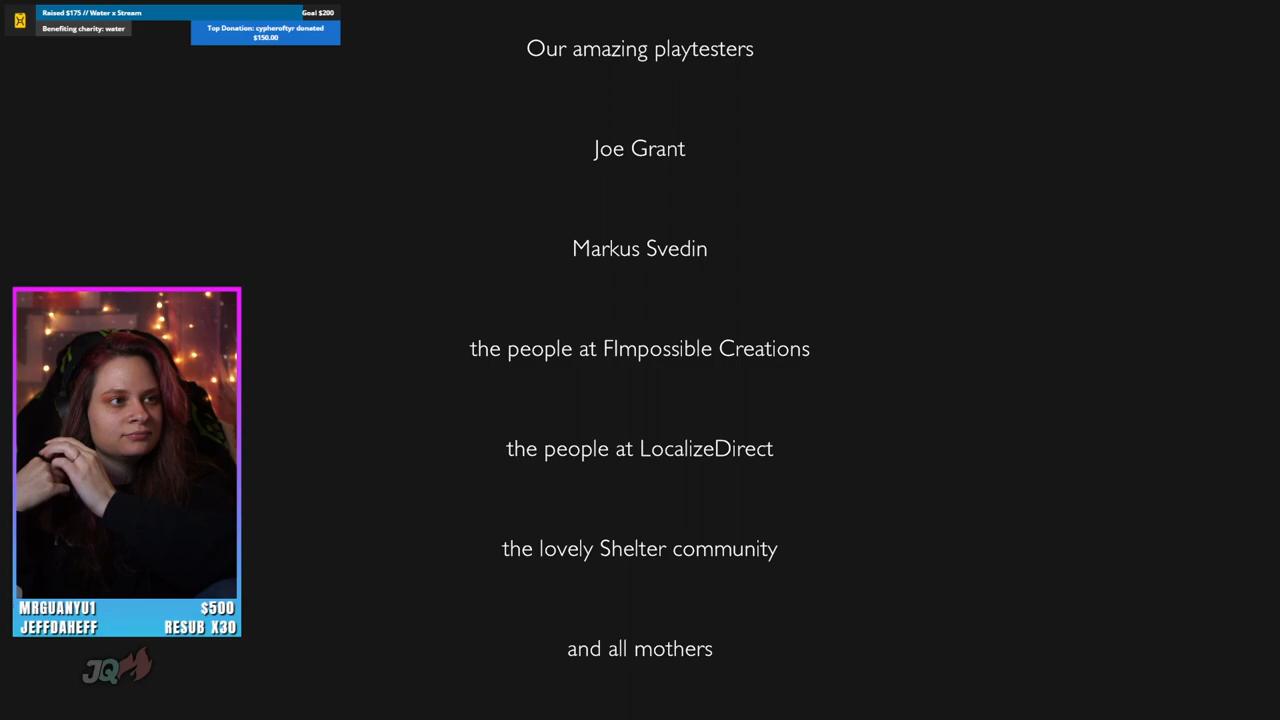 Raised $175 // Water x Stream
Goal $200
Benefiting charity: water
Top Donation: cypheroftyr donated
$150.00
Our amazing playtesters
Joe Grant
Markus Svedin
the people at FImpossible Creations
the people at LocalizeDirect
the lovely Shelter community
and all mothers
MRGUANYU1 $500
JEFFDAHEFF RESUB X30
JQ